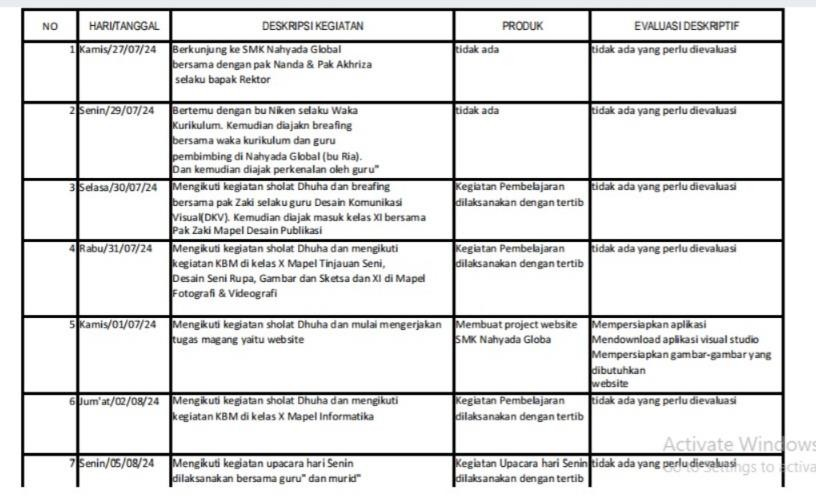 NO HARI/TANGGAL DESKRIPSI KEGIATAN PRODUK EVALUASI DESKRIPTIF
1 Kamis/27/07/24 Berkunjung ke SMK Nahyada Global tidak ada tidak ada yang perlu dievaluasi
bersama dengan pak Nanda & Pak Akhriza
selaku bapak Rektor
2 Senin/29/07/24 Bertemu dengan bu Niken selaku Waka tidak ada tidak ada yang perlu dievaluasi
Kurikulum. Kemudian diajakn breafing
bersama waka kurikulum dan guru
pembimbing di Nahyada Global (bu Ria).
Dan kemudian diajak perkenalan oleh guru"
3 Selasa/30/07/24 Mengikuti kegiatan sholat Dhuha dan breafing Kegiatan Pembelajaran tidak ada yang perlu dievaluasi
bersama pak Zaki selaku guru Desain Komunikasi dilaksanakan dengan tertib
Visual(DKV). Kemudian diajak masuk kelas XI bersama
Pak Zaki Mapel Desain Publikasi
4 Rabu/31/07/24 Mengikuti kegiatan sholat Dhuha dan mengikuti Kegiatan Pembelajaran tidak ada yang perlu dievaluasi
kegiatan KBM di kelas X Mapel Tinjauan Seni, dilaksanakan dengan tertib
Desain Seni Rupa, Gambar dan Sketsa dan XI di Mapel
Fotografi & Videografi
5 Kamis/01/07/24 Mengikuti kegiatan sholat Dhuha dan mulai mengerjakan Membuat project website Mempersiapkan aplikasi
tugas magang yaitu website SMK Nahyada Globa Mendownload aplikasi visual studio
Mempersiapkan gambar-gambar yang
dibutuhkan
website
6 Jum'at/02/08/24 Mengikuti kegiatan sholat Dhuha dan mengikuti Kegiatan Pembelajaran tidak ada yang perlu dievaluasi
kegiatan KBM di kelas X Mapel Informatika dilaksanakan dengan tertib
Activate Windows
7 Senin/05/08/24 Mengikuti kegiatan upacara hari Senin Kegiatan Upacara hari Senin tidak ada yang perlu dievaluasi
dilaksanakan bersama guru" dan murid" dilaksanakan dengan tertib
Go to Settings to activa